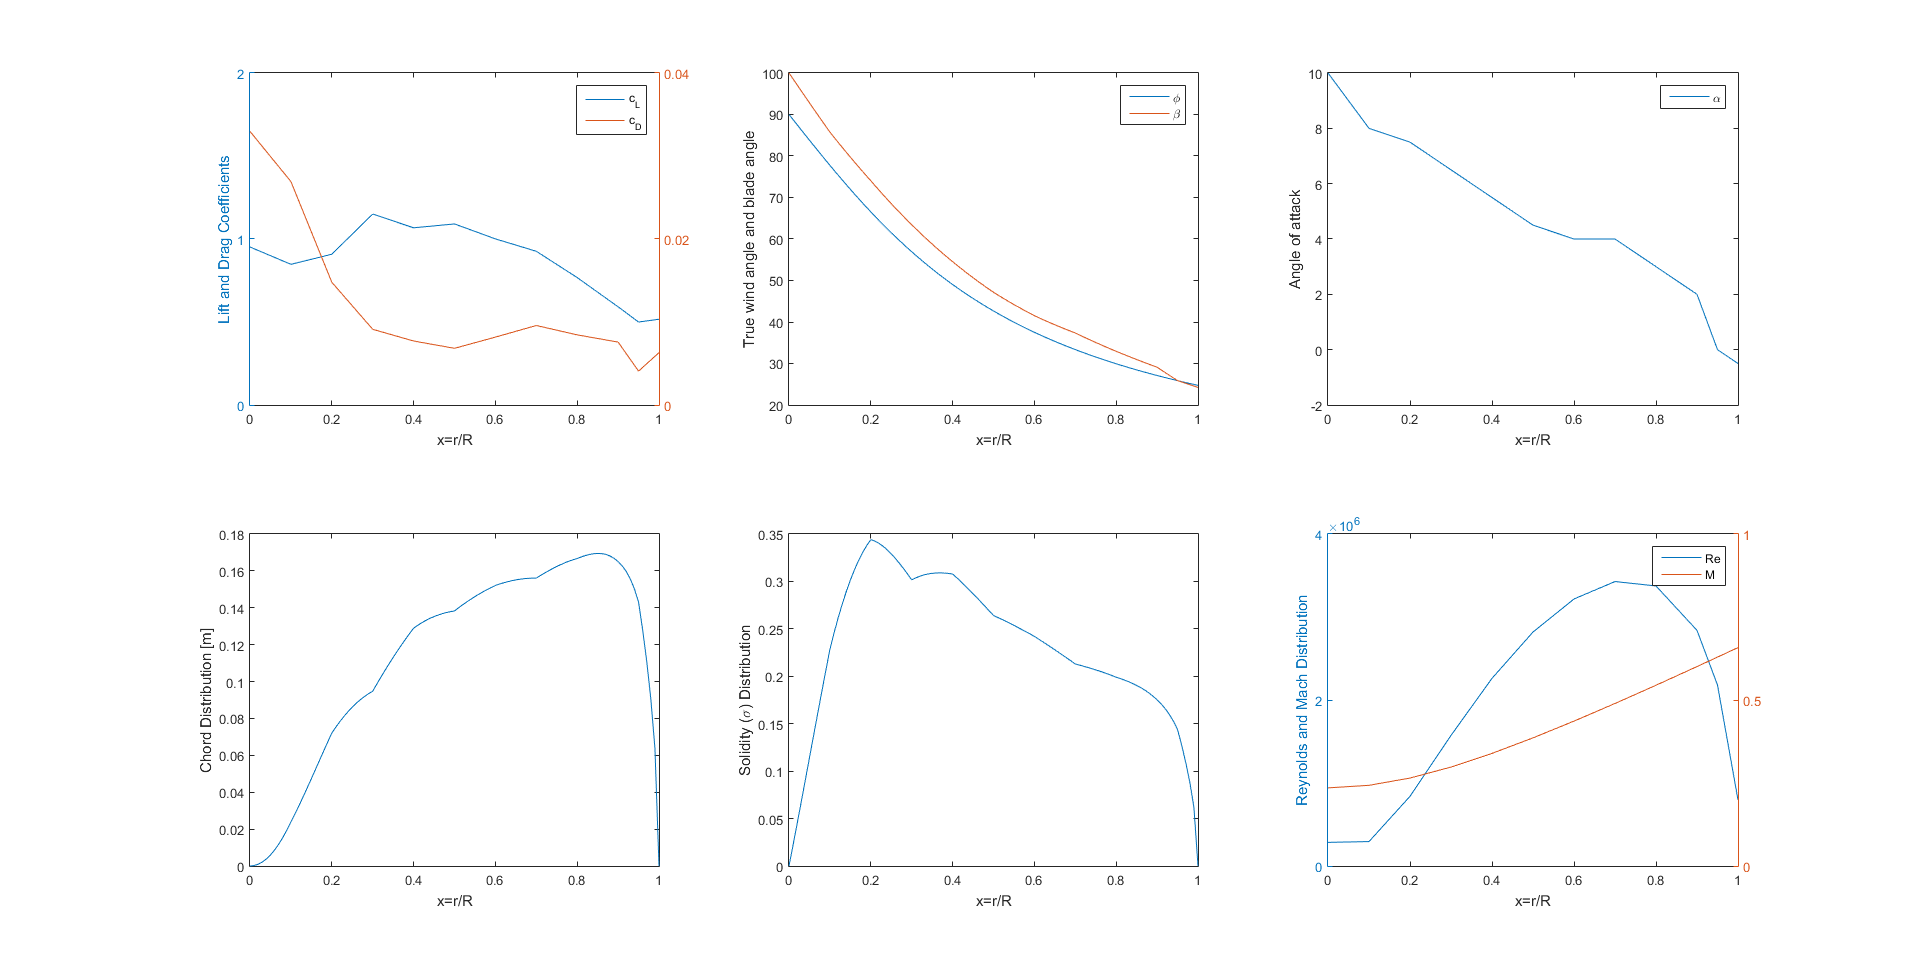 2
1
0
Lift and Drag Coefficients
0.04
0.02
0
c_L
c_D
0 0.2 0.4 0.6 0.8 1
x=r/R
100
90
80
70
60
50
40
30
20
True wind angle and blade angle
ϕ
β
0 0.2 0.4 0.6 0.8 1
x=r/R
10
8
6
4
2
0
-2
Angle of attack
α
0 0.2 0.4 0.6 0.8 1
x=r/R
0.18
0.16
0.14
0.12
0.1
0.08
0.06
0.04
0.02
0
Chord Distribution [m]
0 0.2 0.4 0.6 0.8 1
x=r/R
0.35
0.3
0.25
0.2
0.15
0.1
0.05
0
Solidity (σ) Distribution
0 0.2 0.4 0.6 0.8 1
x=r/R
×10^6
4
2
0
Reynolds and Mach Distribution
1
0.5
0
Re
M
0 0.2 0.4 0.6 0.8 1
x=r/R